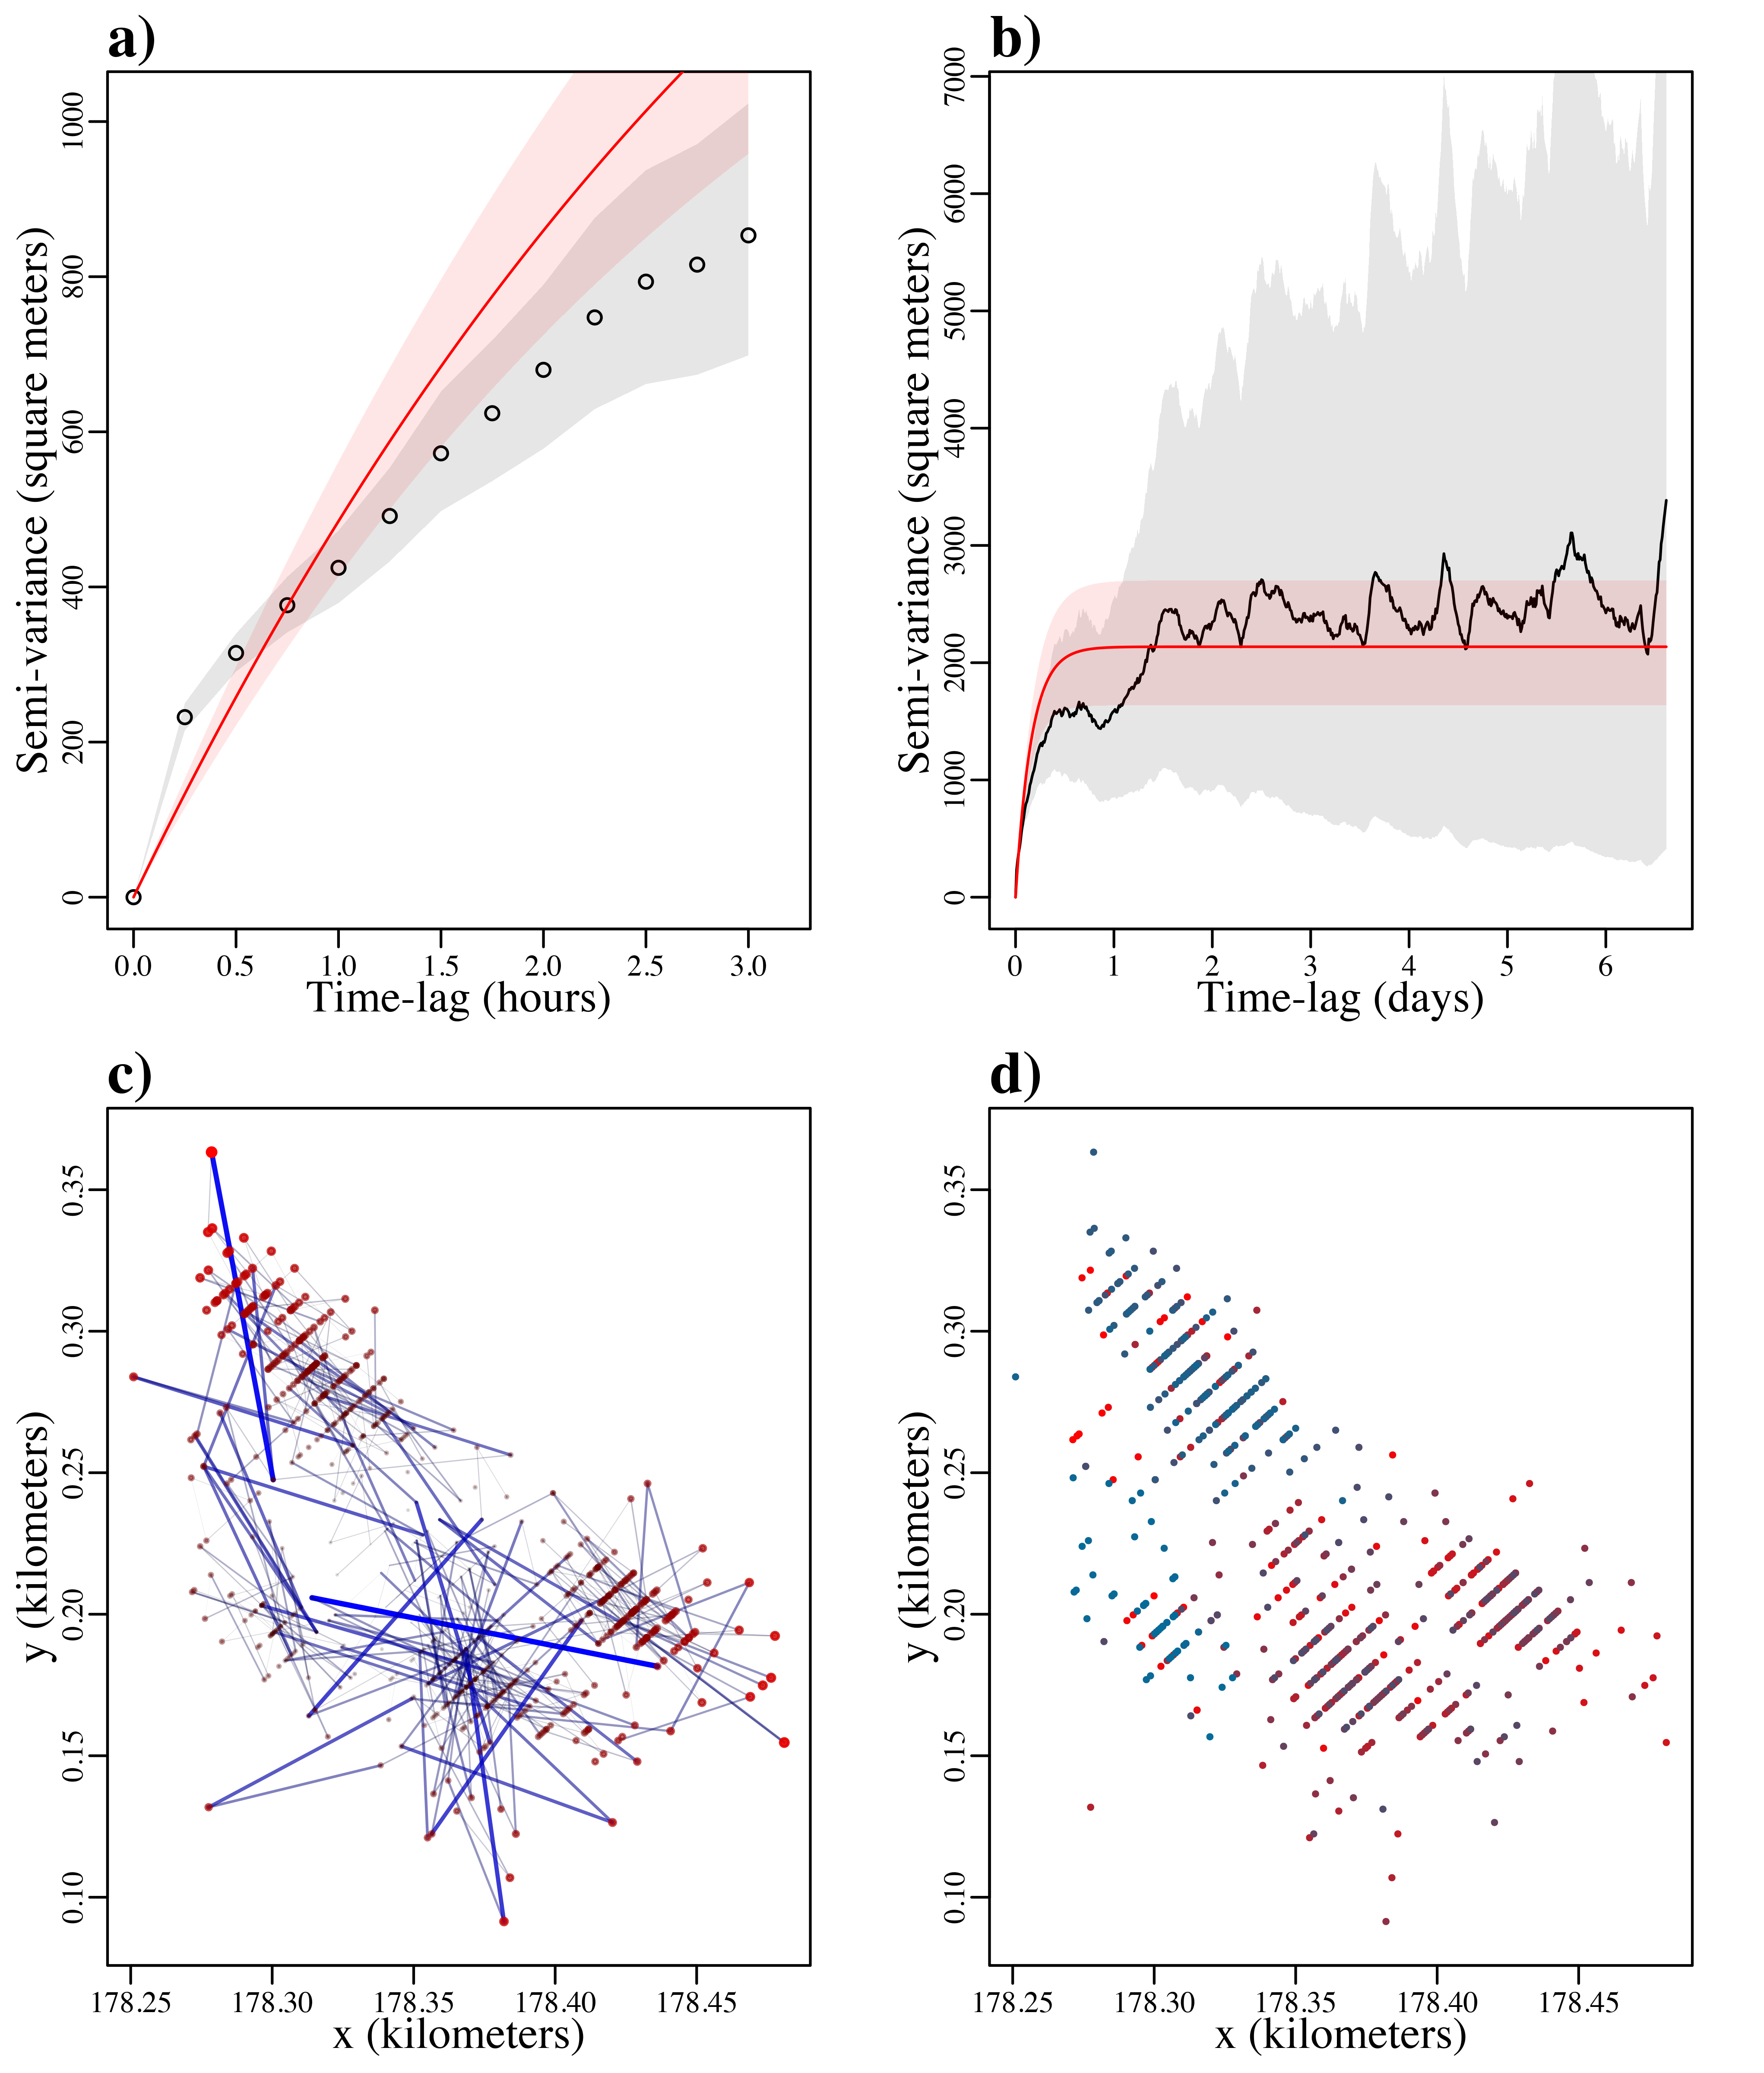 a)
Semi-variance (square meters)
0 200 400 600 800 1000
0.0 0.5 1.0 1.5 2.0 2.5 3.0
Time-lag (hours)
b)
Semi-variance (square meters)
0 1000 2000 3000 4000 5000 6000 7000
0 1 2 3 4 5 6
Time-lag (days)
c)
y (kilometers)
0.10 0.15 0.20 0.25 0.30 0.35
178.25 178.30 178.35 178.40 178.45
x (kilometers)
d)
y (kilometers)
0.10 0.15 0.20 0.25 0.30 0.35
178.25 178.30 178.35 178.40 178.45
x (kilometers)